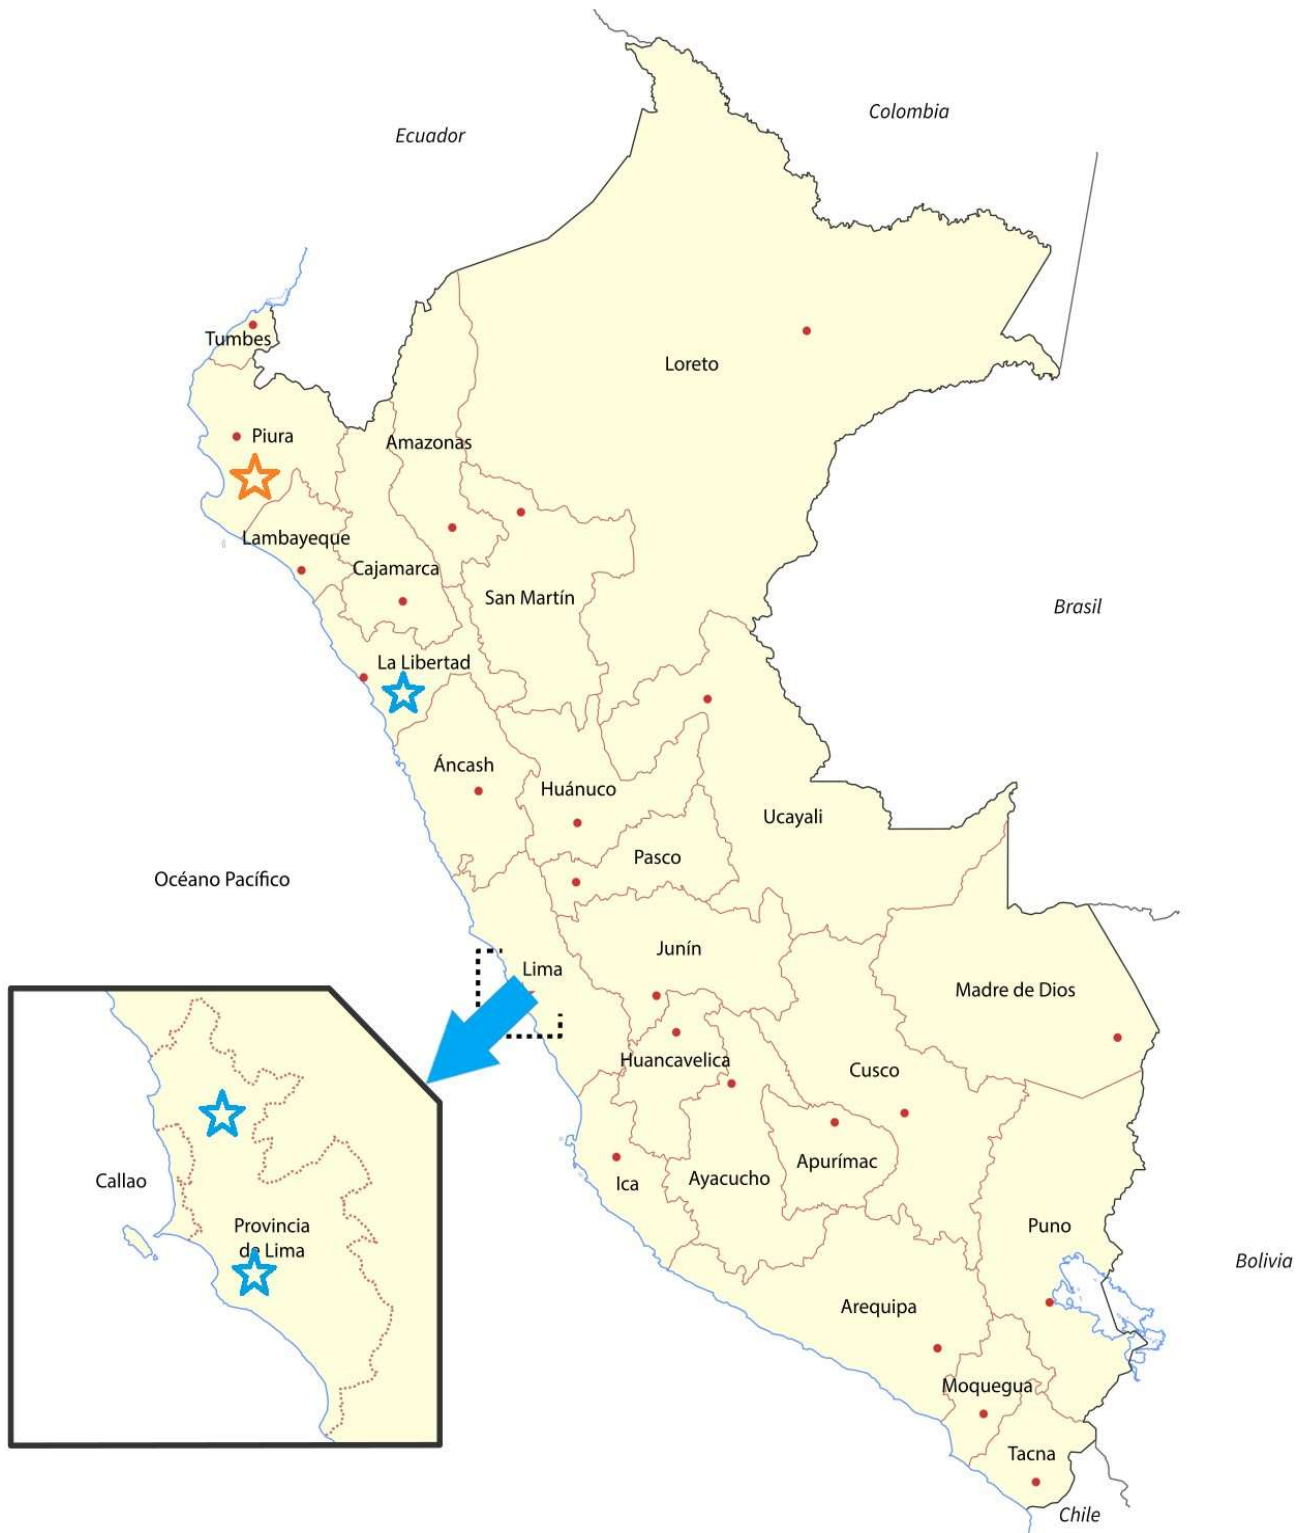 Colombia
Ecuador
Tumbes
Loreto
Piura
Amazonas
Lambayeque
Cajamarca
San Martín
Brasil
La Libertad
Áncash
Huánuco
Ucayali
Pasco
Océano Pacífico
Junín
Lima
Madre de Dios
Huancavelica
Cusco
Apurímac
Ayacucho
Ica
Callao
Provincia
de Lima
Puno
Bolivia
Arequipa
Moquegua
Tacna
Chile